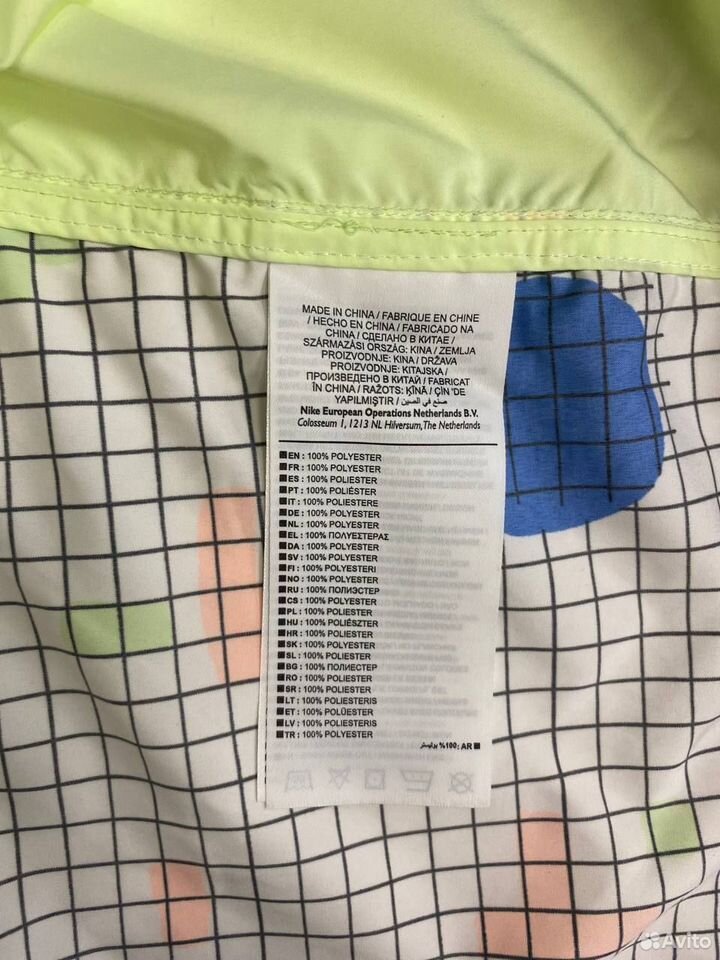 MADE IN CHINA / FABRIQUE EN CHINE
/ HECHO EN CHINA / FABRICADO NA
CHINA / СДЕЛАНО В КИТАЕ /
SZÁRMAZÁSI ORSZÁG: KINA / ZEMLJA
PROIZVODNJE: KINA / DRŽAVA
PROIZVODNJE: KITAJSKA /
ПРОИЗВЕДЕНО В КИТАЙ / FABRICAT
ÎN CHINA / RAŽOTS: ĶĪNĀ / ÇİN 'DE
YAPILMIŞTIR / صنع في الصين
Nike European Operations Netherlands B.V.
Colosseum 1, 1213 NL Hilversum, The Netherlands
EN : 100% POLYESTER
FR : 100% POLYESTER
ES : 100% POLIÉSTER
PT : 100% POLIÉSTER
IT : 100% POLIESTERE
DE : 100% POLYESTER
NL : 100% POLYESTER
EL : 100% ΠΟΛΥΕΣΤΕΡΑΣ
DA : 100% POLYESTER
SV : 100% POLYESTER
FI : 100% POLYESTERI
NO : 100% POLYESTER
RU : 100% ПОЛИЭСТЕР
CS : 100% POLYESTER
PL : 100% POLIESTER
HU : 100% POLIÉSZTER
HR : 100% POLIESTER
SK : 100% POLYESTER
SL : 100% POLIESTER
BG : 100% ПОЛИЕСТЕР
RO : 100% POLIESTER
SR : 100% POLIESTER
LT : 100% POLIESTERIS
ET : 100% POLÜESTER
LV : 100% POLIESTERIS
TR : 100% POLYESTER
AR :100% بوليستر
Avito